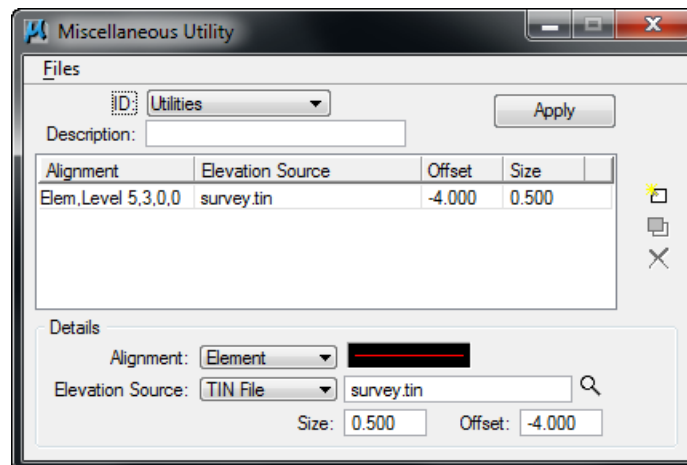 Miscellaneous Utility
Files
ID: Utilities
Apply
Description:
Alignment Elevation Source Offset Size
Elem,Level 5,3,0,0 survey.tin -4.000 0.500
Details
Alignment: Element
Elevation Source: TIN File survey.tin
Size: 0.500 Offset: -4.000